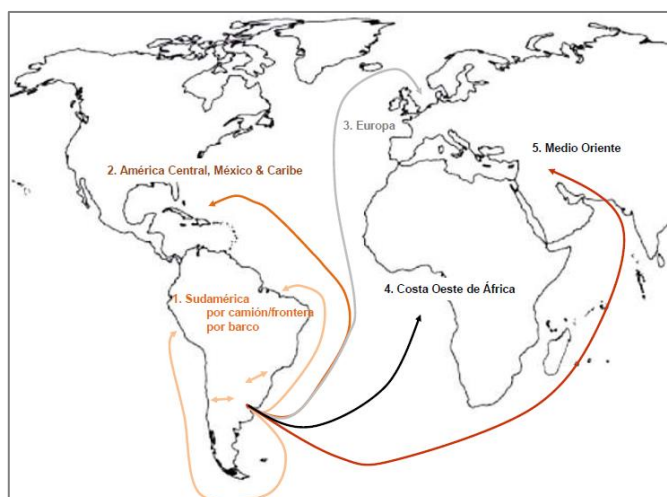 3. Europa
5. Medio Oriente
2. América Central, México & Caribe
4. Costa Oeste de África
1. Sudamérica
por camión/frontera
por barco